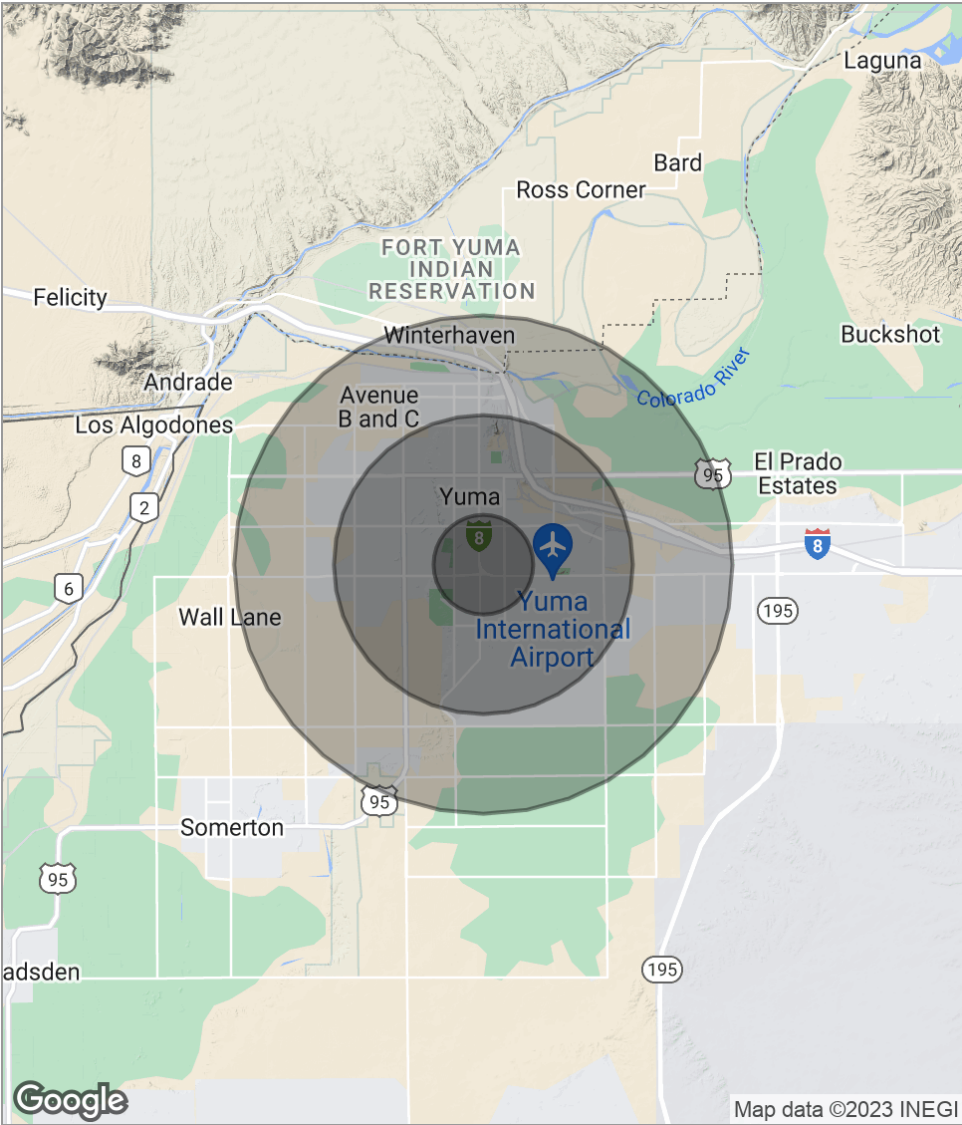 Laguna
Bard
Ross Corner
FORT YUMA
INDIAN
RESERVATION
Felicity
Winterhaven
Buckshot
Colorado River
Andrade
Avenue
B and C
Los Algodones
8
95
El Prado
Estates
Yuma
2
8
8
6
Yuma
International
Airport
195
Wall Lane
95
Somerton
95
195
adsden
Google
Map data ©2023 INEGI